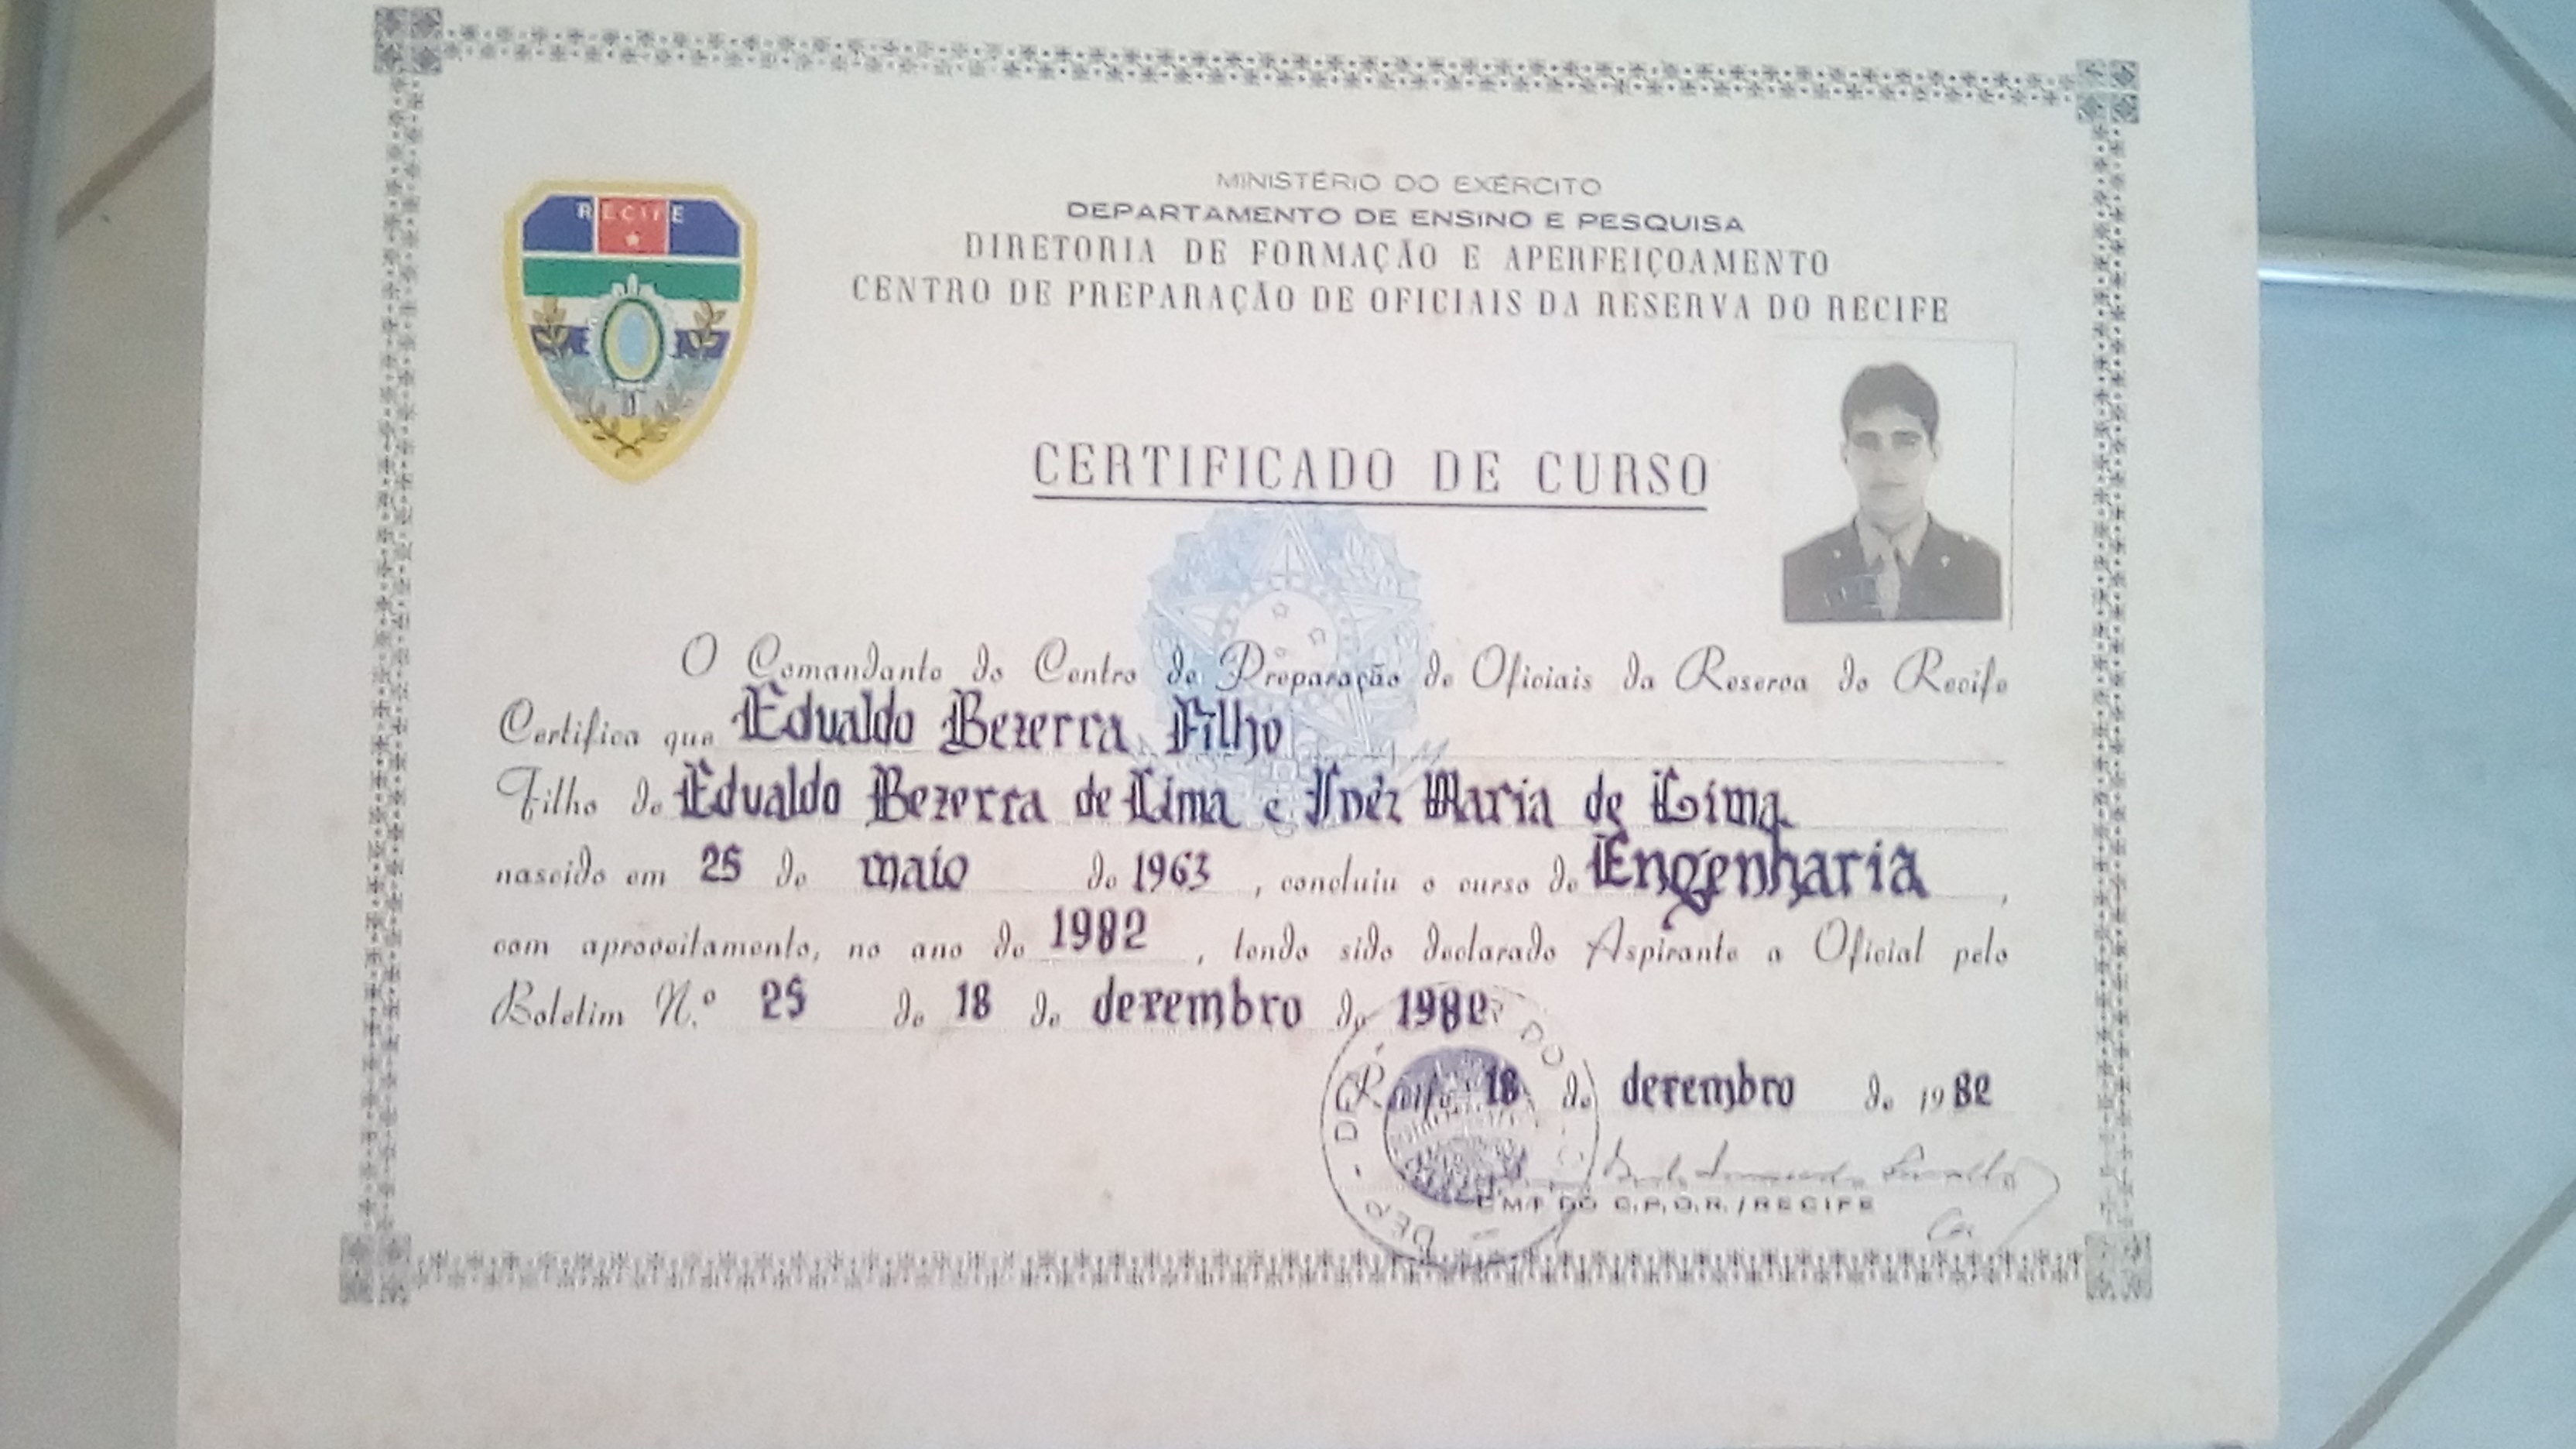 RECIFE
MINISTÉRIO DO EXÉRCITO
DEPARTAMENTO DE ENSINO E PESQUISA
DIRETORIA DE FORMAÇÃO E APERFEIÇOAMENTO
CENTRO DE PREPARAÇÃO DE OFICIAIS DA RESERVA DO RECIFE
CERTIFICADO DE CURSO
O Comandante do Centro de Preparação de Oficiais da Reserva do Recife
Certifica que Edualdo Bezerra Filho
Filho de Edualdo Bezerra de Lima e Inêz Maria de Lima
nascido em 25 de maio de 1963, concluiu o curso de Engenharia,
com aproveitamento, no ano de 1982, tendo sido declarado Aspirante a Oficial pelo
Boletim N.º 25 de 18 de dezembro de 1982
Recife 18 de dezembro de 1982
CMT DO C.P.O.R./RECIFE